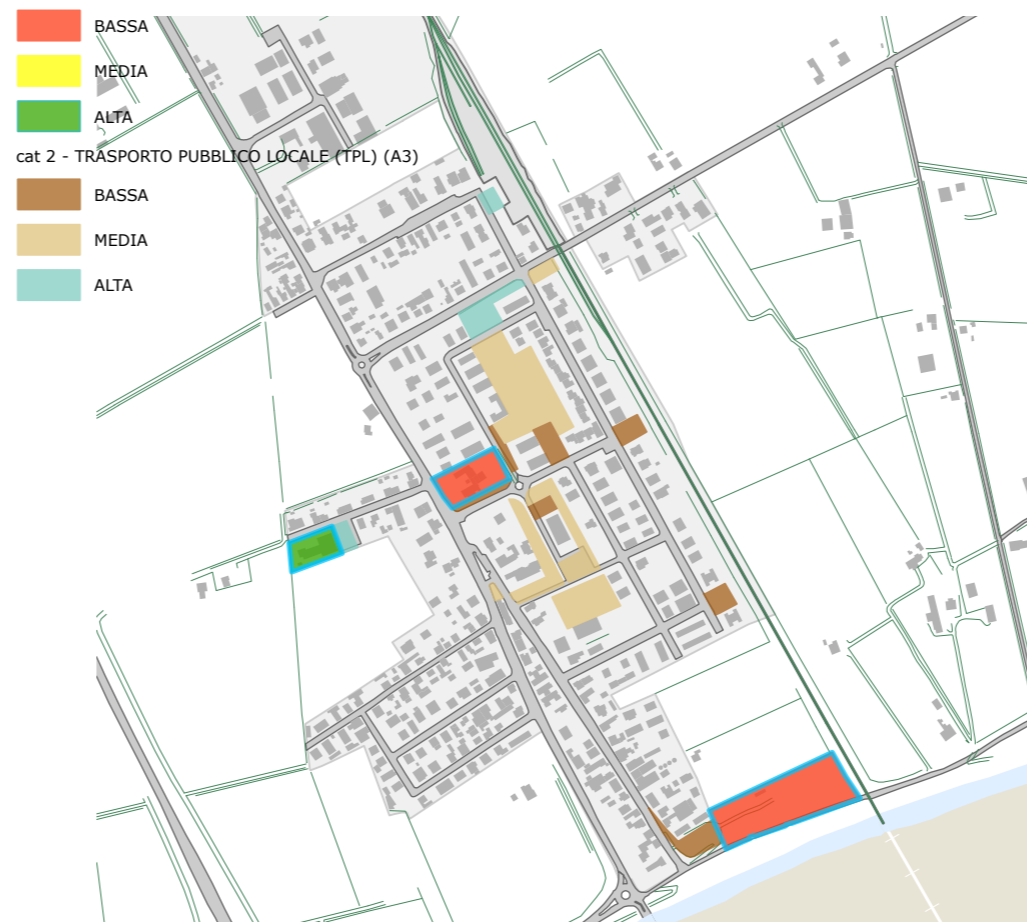 BASSA
MEDIA
ALTA
cat 2 - TRASPORTO PUBBLICO LOCALE (TPL) (A3)
BASSA
MEDIA
ALTA